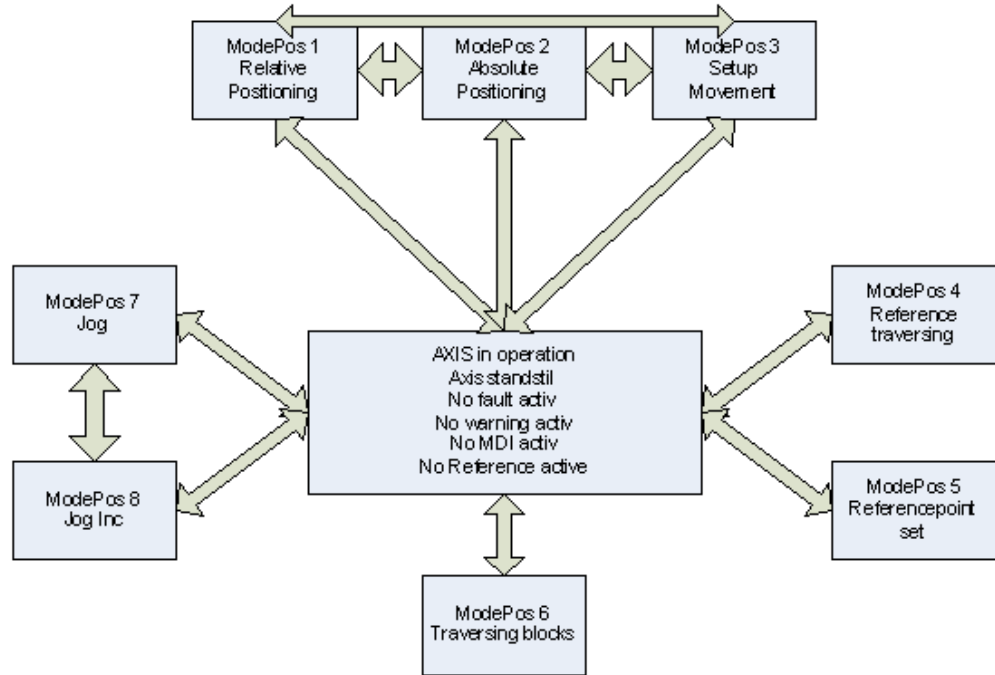 ModePos 1
Relative
Positioning
ModePos 2
Absolute
Positioning
ModePos 3
Setup
Movement
ModePos 7
Jog
ModePos 4
Reference
traversing
AXIS in operation
Axis standstil
No fault activ
No warning activ
No MDI activ
No Reference active
ModePos 8
Jog Inc
ModePos 5
Referencepoint
set
ModePos 6
Traversing blocks